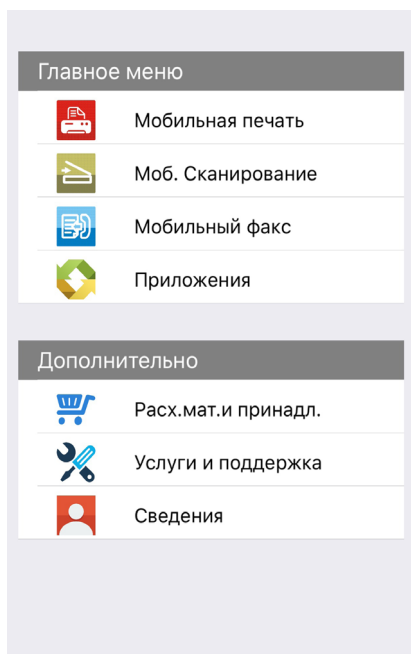 Главное меню
Мобильная печать
Моб. Сканирование
Мобильный факс
Приложения
Дополнительно
Расх.мат.и принадл.
Услуги и поддержка
Сведения